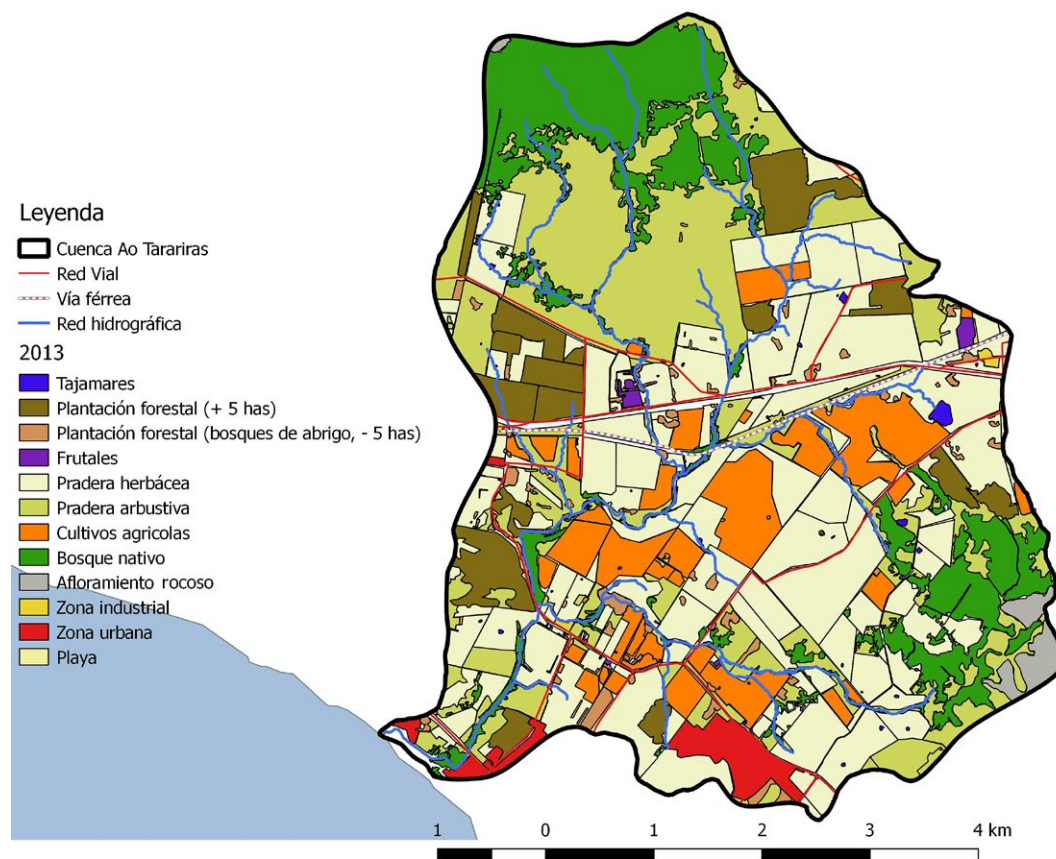 Leyenda
Cuenca Ao Tarariras
Red Vial
Vía férrea
Red hidrográfica
2013
Tajamares
Plantación forestal (+ 5 has)
Plantación forestal (bosques de abrigo, - 5 has)
Frutales
Pradera herbácea
Pradera arbustiva
Cultivos agricolas
Bosque nativo
Afloramiento rocoso
Zona industrial
Zona urbana
Playa
1 0 1 2 3 4 km